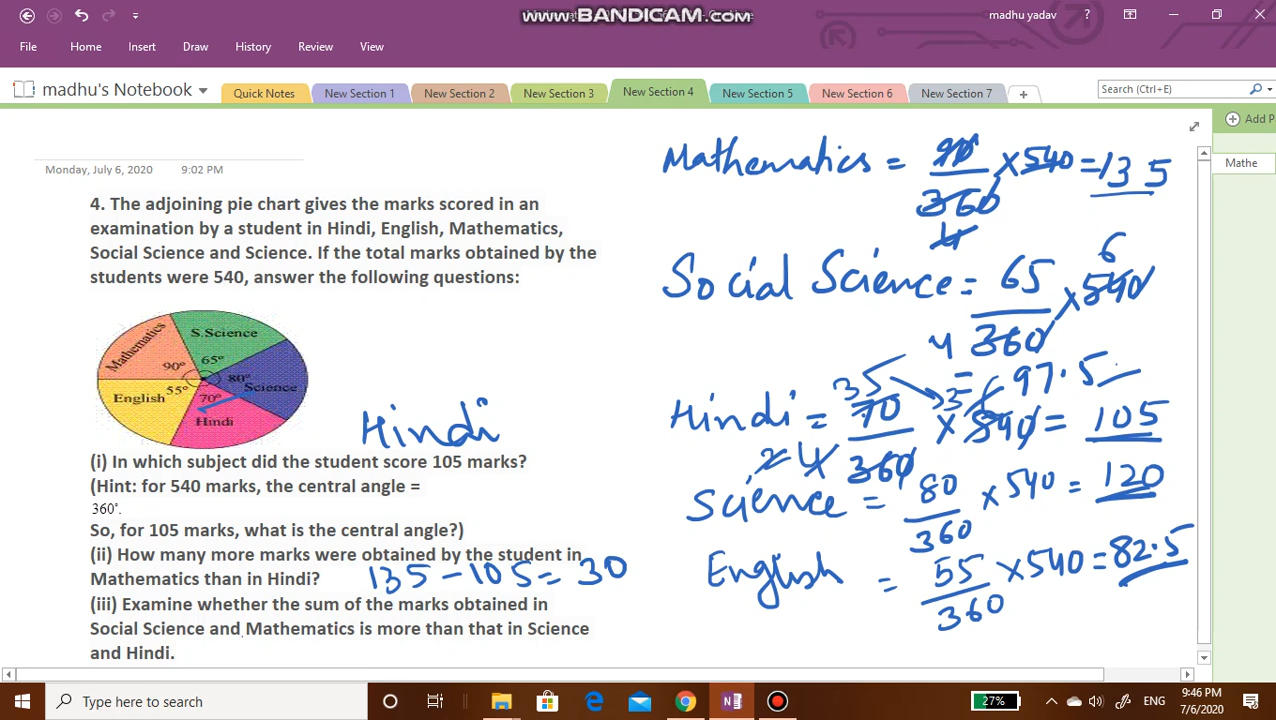 www.BANDICAM.com
madhu yadav
File Home Insert Draw History Review View
madhu's Notebook
Quick Notes New Section 1 New Section 2 New Section 3 New Section 4 New Section 5 New Section 6 New Section 7
Search (Ctrl+E)
Add P
Mathe
Monday, July 6, 2020 9:02 PM
4. The adjoining pie chart gives the marks scored in an
examination by a student in Hindi, English, Mathematics,
Social Science and Science. If the total marks obtained by the
students were 540, answer the following questions:
Mathematics
S.Science
90°
65°
80°
Science
55°
English
70°
Hindi
Hindi
(i) In which subject did the student score 105 marks?
(Hint: for 540 marks, the central angle =
360°.
So, for 105 marks, what is the central angle?)
(ii) How many more marks were obtained by the student in
Mathematics than in Hindi?
135 - 105 = 30
(iii) Examine whether the sum of the marks obtained in
Social Science and Mathematics is more than that in Science
and Hindi.
Mathematics = 90/360 × 540 = 135
4
6
Social Science = 65/360 × 540
4
= 97.5
35 3 6
Hindi = 70/360 × 540 = 105
2 4
Science = 80/360 × 540 = 120
English = 55/360 × 540 = 82.5
Type here to search
27%
ENG
9:46 PM
7/6/2020